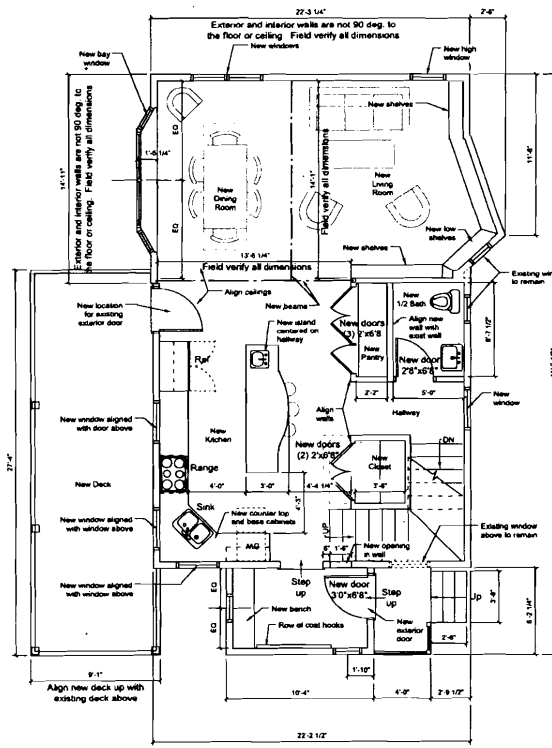 22'-3 1/4"
2'-6"
Exterior and interior walls are not 90 deg. to
the floor or ceiling. Field verify all dimensions
New bay
window
New windows
New high
window
New shelves
Exterior and interior walls are not 90 deg. to
the floor or ceiling. Field verify all dimensions
14'-11"
1'-5 1/4"
EQ
EQ
New
Dining
Room
14'-1"
Field verify all dimensions
New
Living
Room
11'-6"
New low
shelves
New shelves
13'-6 1/4"
Field verify all dimensions
Align ceilings
New beams
New location
for existing
exterior door
New island
centered on
hallway
New doors
(3) 2'x6'8
New
Pantry
New
1/2 Bath
Align new
wall with
exist wall
New door
2'8"x6'8"
Existing win
to remain
Ref
2'-2"
5'-0"
Hallway
New
window
Align
walls
New window aligned
with door above
New
Kitchen
New doors
(2) 2'x6'8"
New
Closet
DN
Range
4'-0"
3'-0"
4'-4 1/4"
3'-6"
27'-4"
New Deck
Sink
New counter top
and base cabinets
4'-3"
New window aligned
with window above
UP
6"
1'-6"
New opening
in wall
Existing window
above to remain
New window aligned
with window above
Step
up
New door
3'0"x6'8"
Step
up
Up
EQ
EQ
New bench
Row of coat hooks
New
exterior
door
3'-8"
6'-2 1/4"
2'-6"
1'-10"
9'-1"
Align new deck up with
existing deck above
10'-4"
4'-0"
2'-9 1/2"
22'-2 1/2"